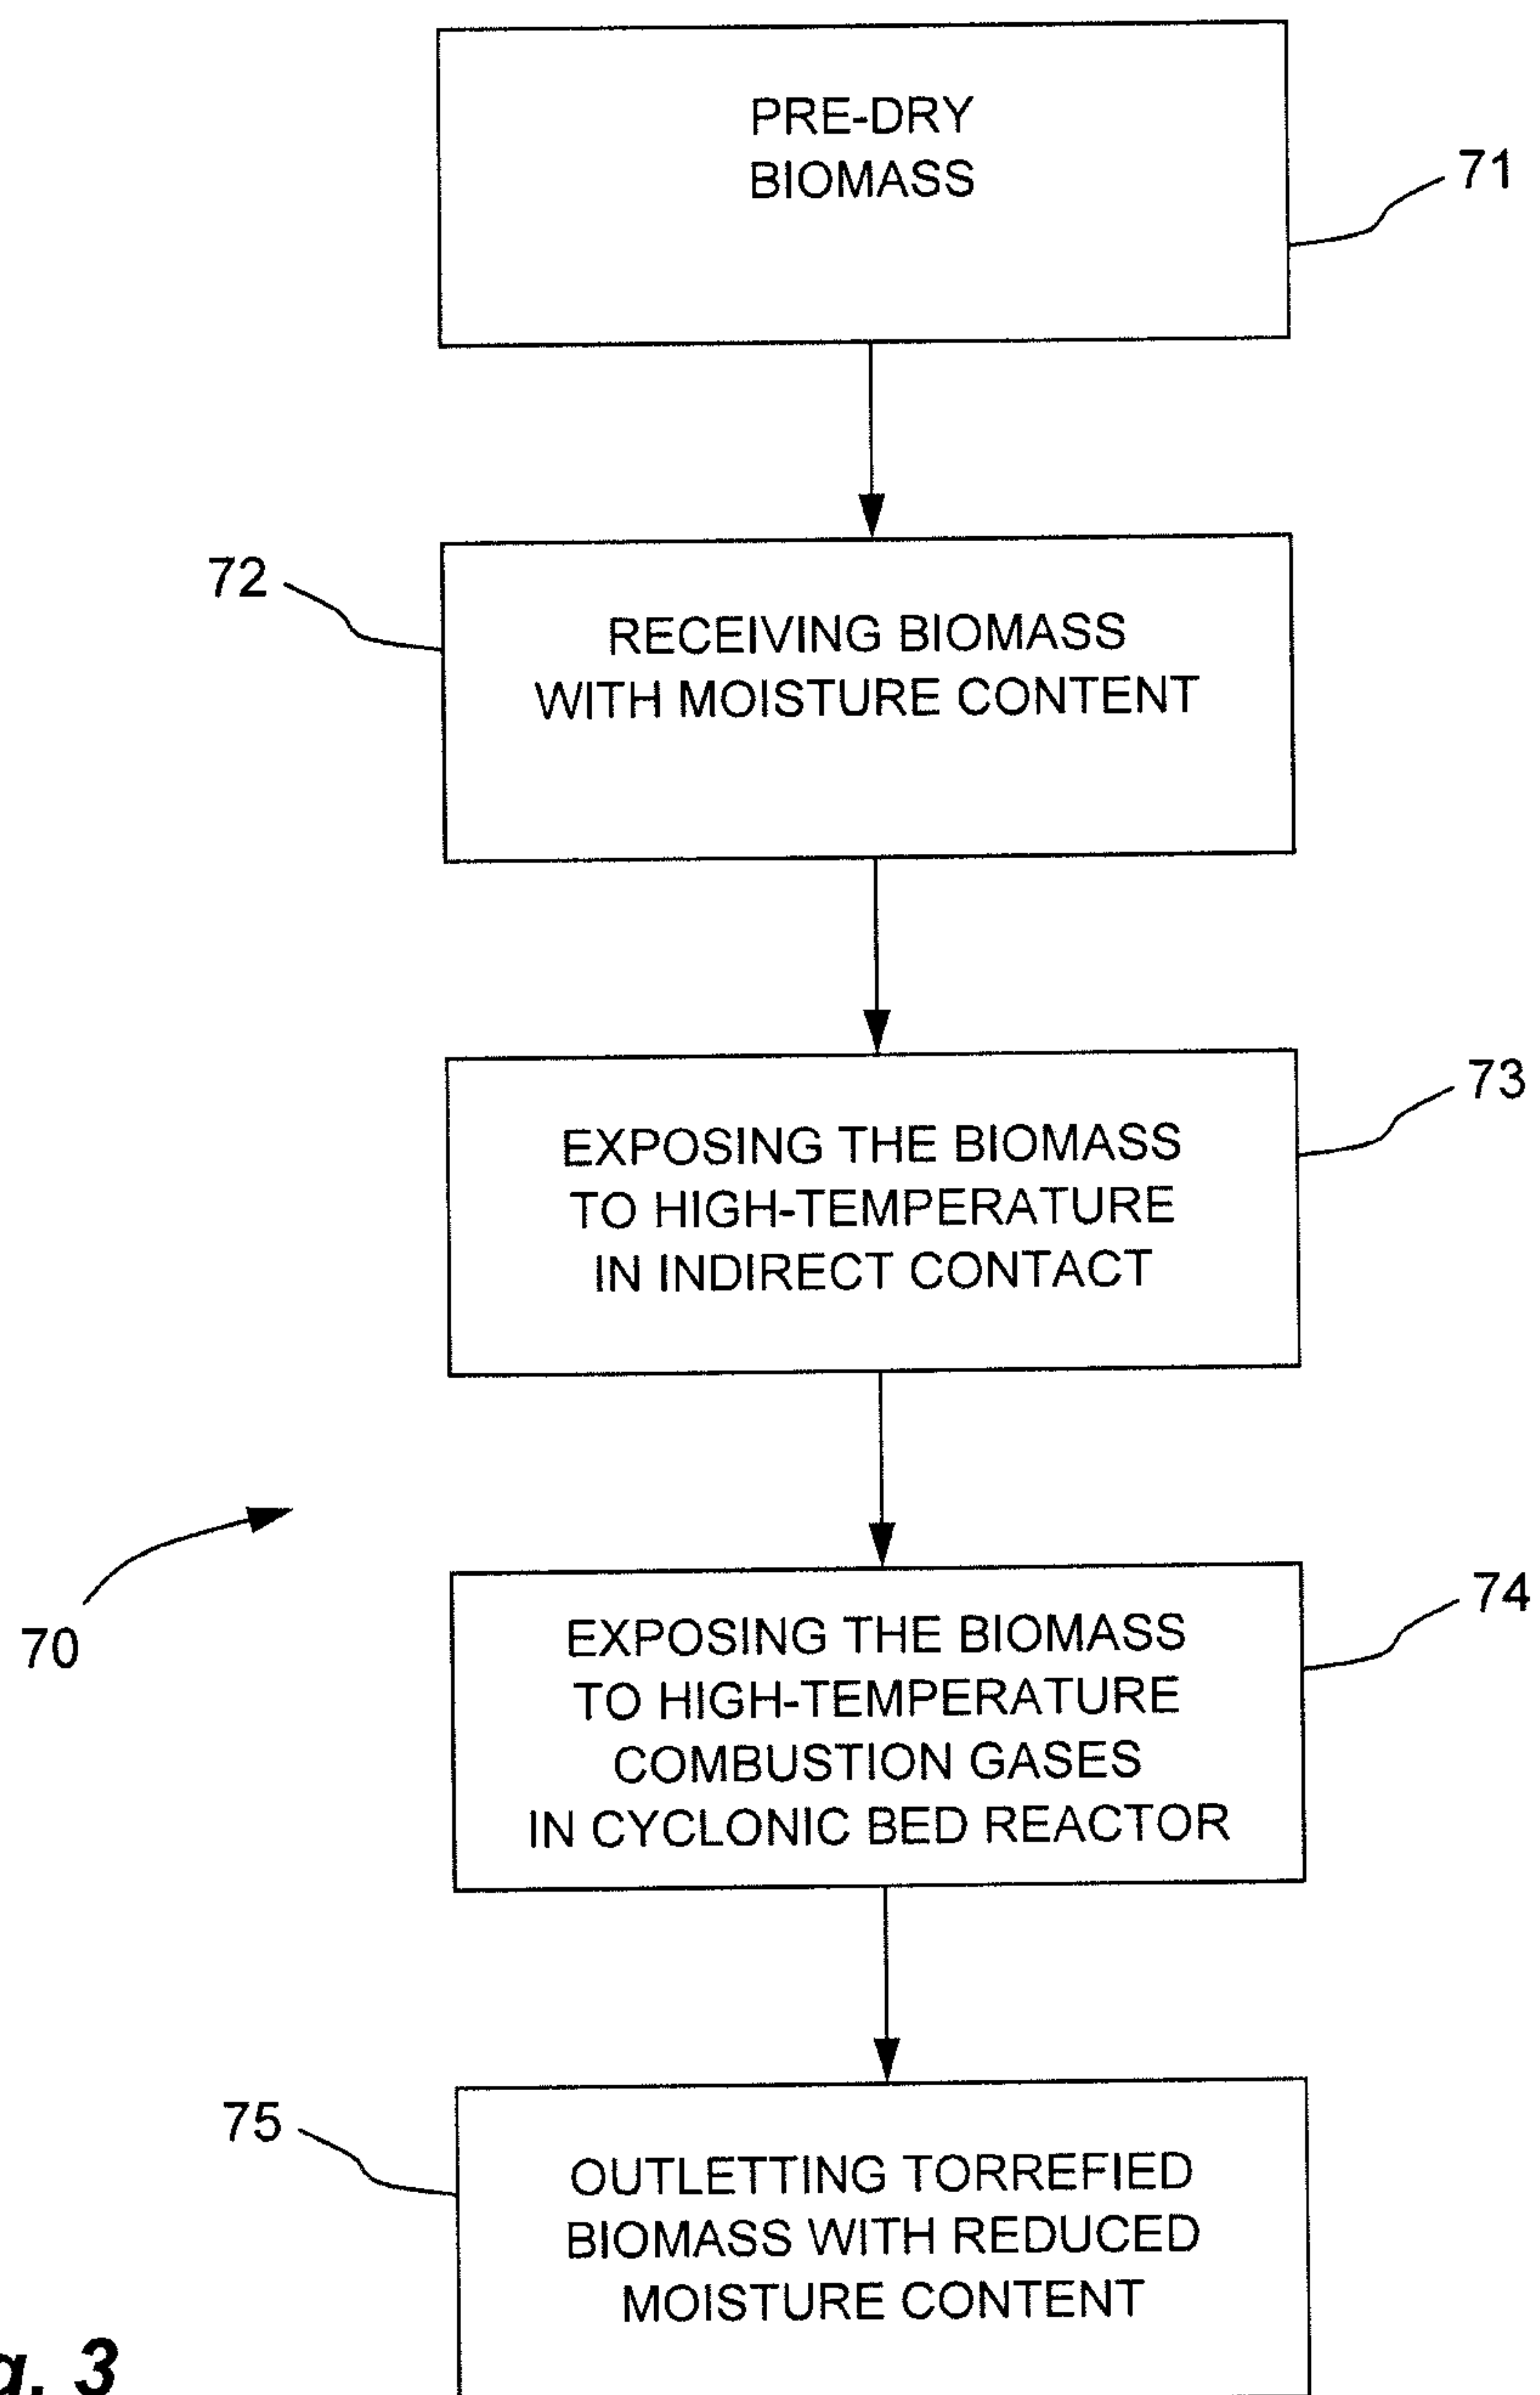 PRE-DRY
BIOMASS
71
72
RECEIVING BIOMASS
WITH MOISTURE CONTENT
73
EXPOSING THE BIOMASS
TO HIGH-TEMPERATURE
IN INDIRECT CONTACT
74
EXPOSING THE BIOMASS
TO HIGH-TEMPERATURE
COMBUSTION GASES
IN CYCLONIC BED REACTOR
70
75
OUTLETTING TORREFIED
BIOMASS WITH REDUCED
MOISTURE CONTENT
3